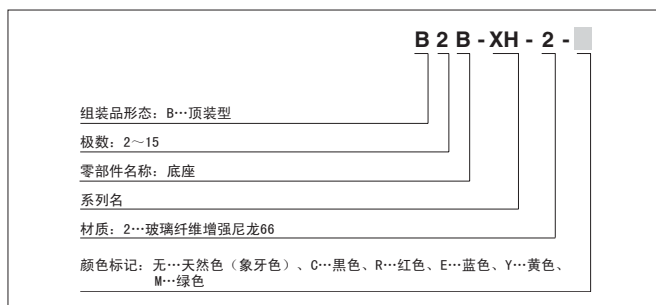 B 2 B - XH - 2 -
组装品形态：B…顶装型
极数：2～15
零部件名称：底座
系列名
材质：2…玻璃纤维增强尼龙66
颜色标记：无…天然色（象牙色）、C…黑色、R…红色、E…蓝色、Y…黄色、
M…绿色